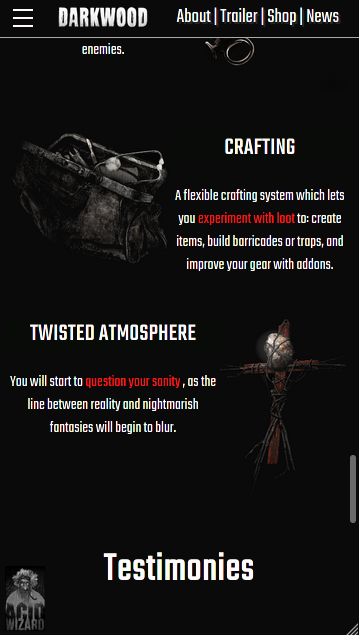 DARKWOOD
About | Trailer | Shop | News
enemies.
CRAFTING
A flexible crafting system which lets
you experiment with loot to: create
items, build barricades or traps, and
improve your gear with addons.
TWISTED ATMOSPHERE
You will start to question your sanity , as the
line between reality and nightmarish
fantasies will begin to blur.
Testimonies
ACID
WIZARD